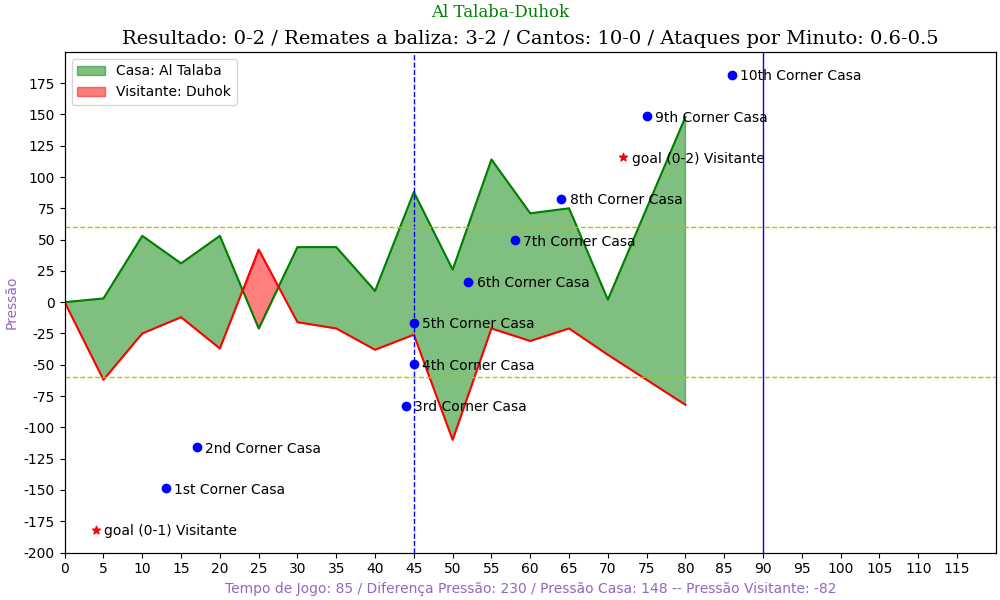 Al Talaba-Duhok
Resultado: 0-2 / Remates a baliza: 3-2 / Cantos: 10-0 / Ataques por Minuto: 0.6-0.5
Casa: Al Talaba
Visitante: Duhok
Pressão
175
150
125
100
75
50
25
0
-25
-50
-75
-100
-125
-150
-175
-200
10th Corner Casa
9th Corner Casa
goal (0-2) Visitante
8th Corner Casa
7th Corner Casa
6th Corner Casa
5th Corner Casa
4th Corner Casa
3rd Corner Casa
2nd Corner Casa
1st Corner Casa
goal (0-1) Visitante
0 5 10 15 20 25 30 35 40 45 50 55 60 65 70 75 80 85 90 95 100 105 110 115
Tempo de Jogo: 85 / Diferença Pressão: 230 / Pressão Casa: 148 -- Pressão Visitante: -82